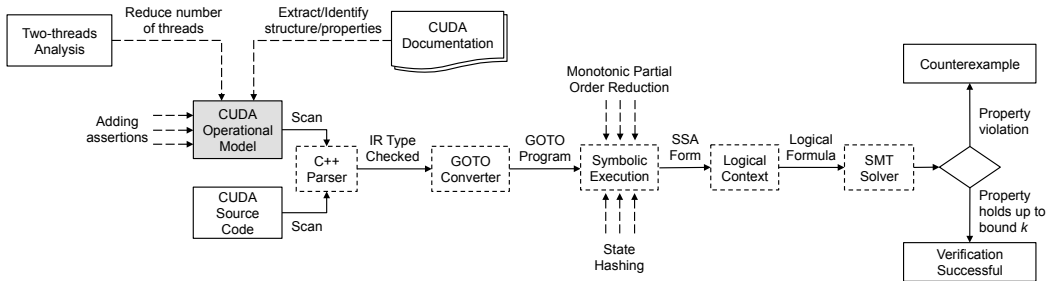 Two-threads
Analysis
Reduce number
of threads
Extract/Identify
structure/properties
CUDA
Documentation
Adding
assertions
CUDA
Operational
Model
Scan
C++
Parser
CUDA
Source
Code
Scan
IR Type
Checked
GOTO
Converter
GOTO
Program
Monotonic Partial
Order Reduction
Symbolic
Execution
State
Hashing
SSA
Form
Logical
Context
Logical
Formula
SMT
Solver
Counterexample
Property
violation
Property
holds up to
bound k
Verification
Successful